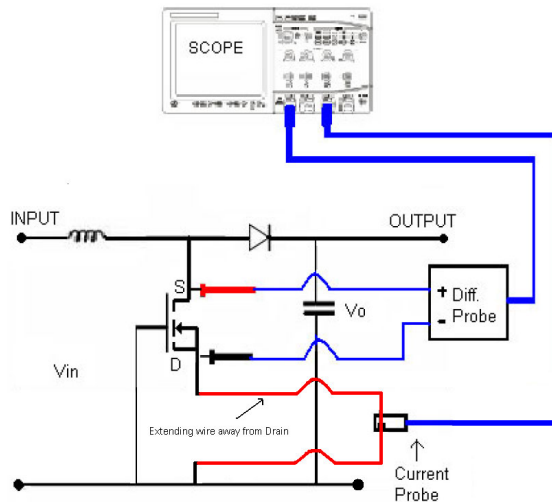 SCOPE
INPUT
OUTPUT
S
D
Vin
Vo
+ Diff.
- Probe
Extending wire away from Drain
Current
Probe